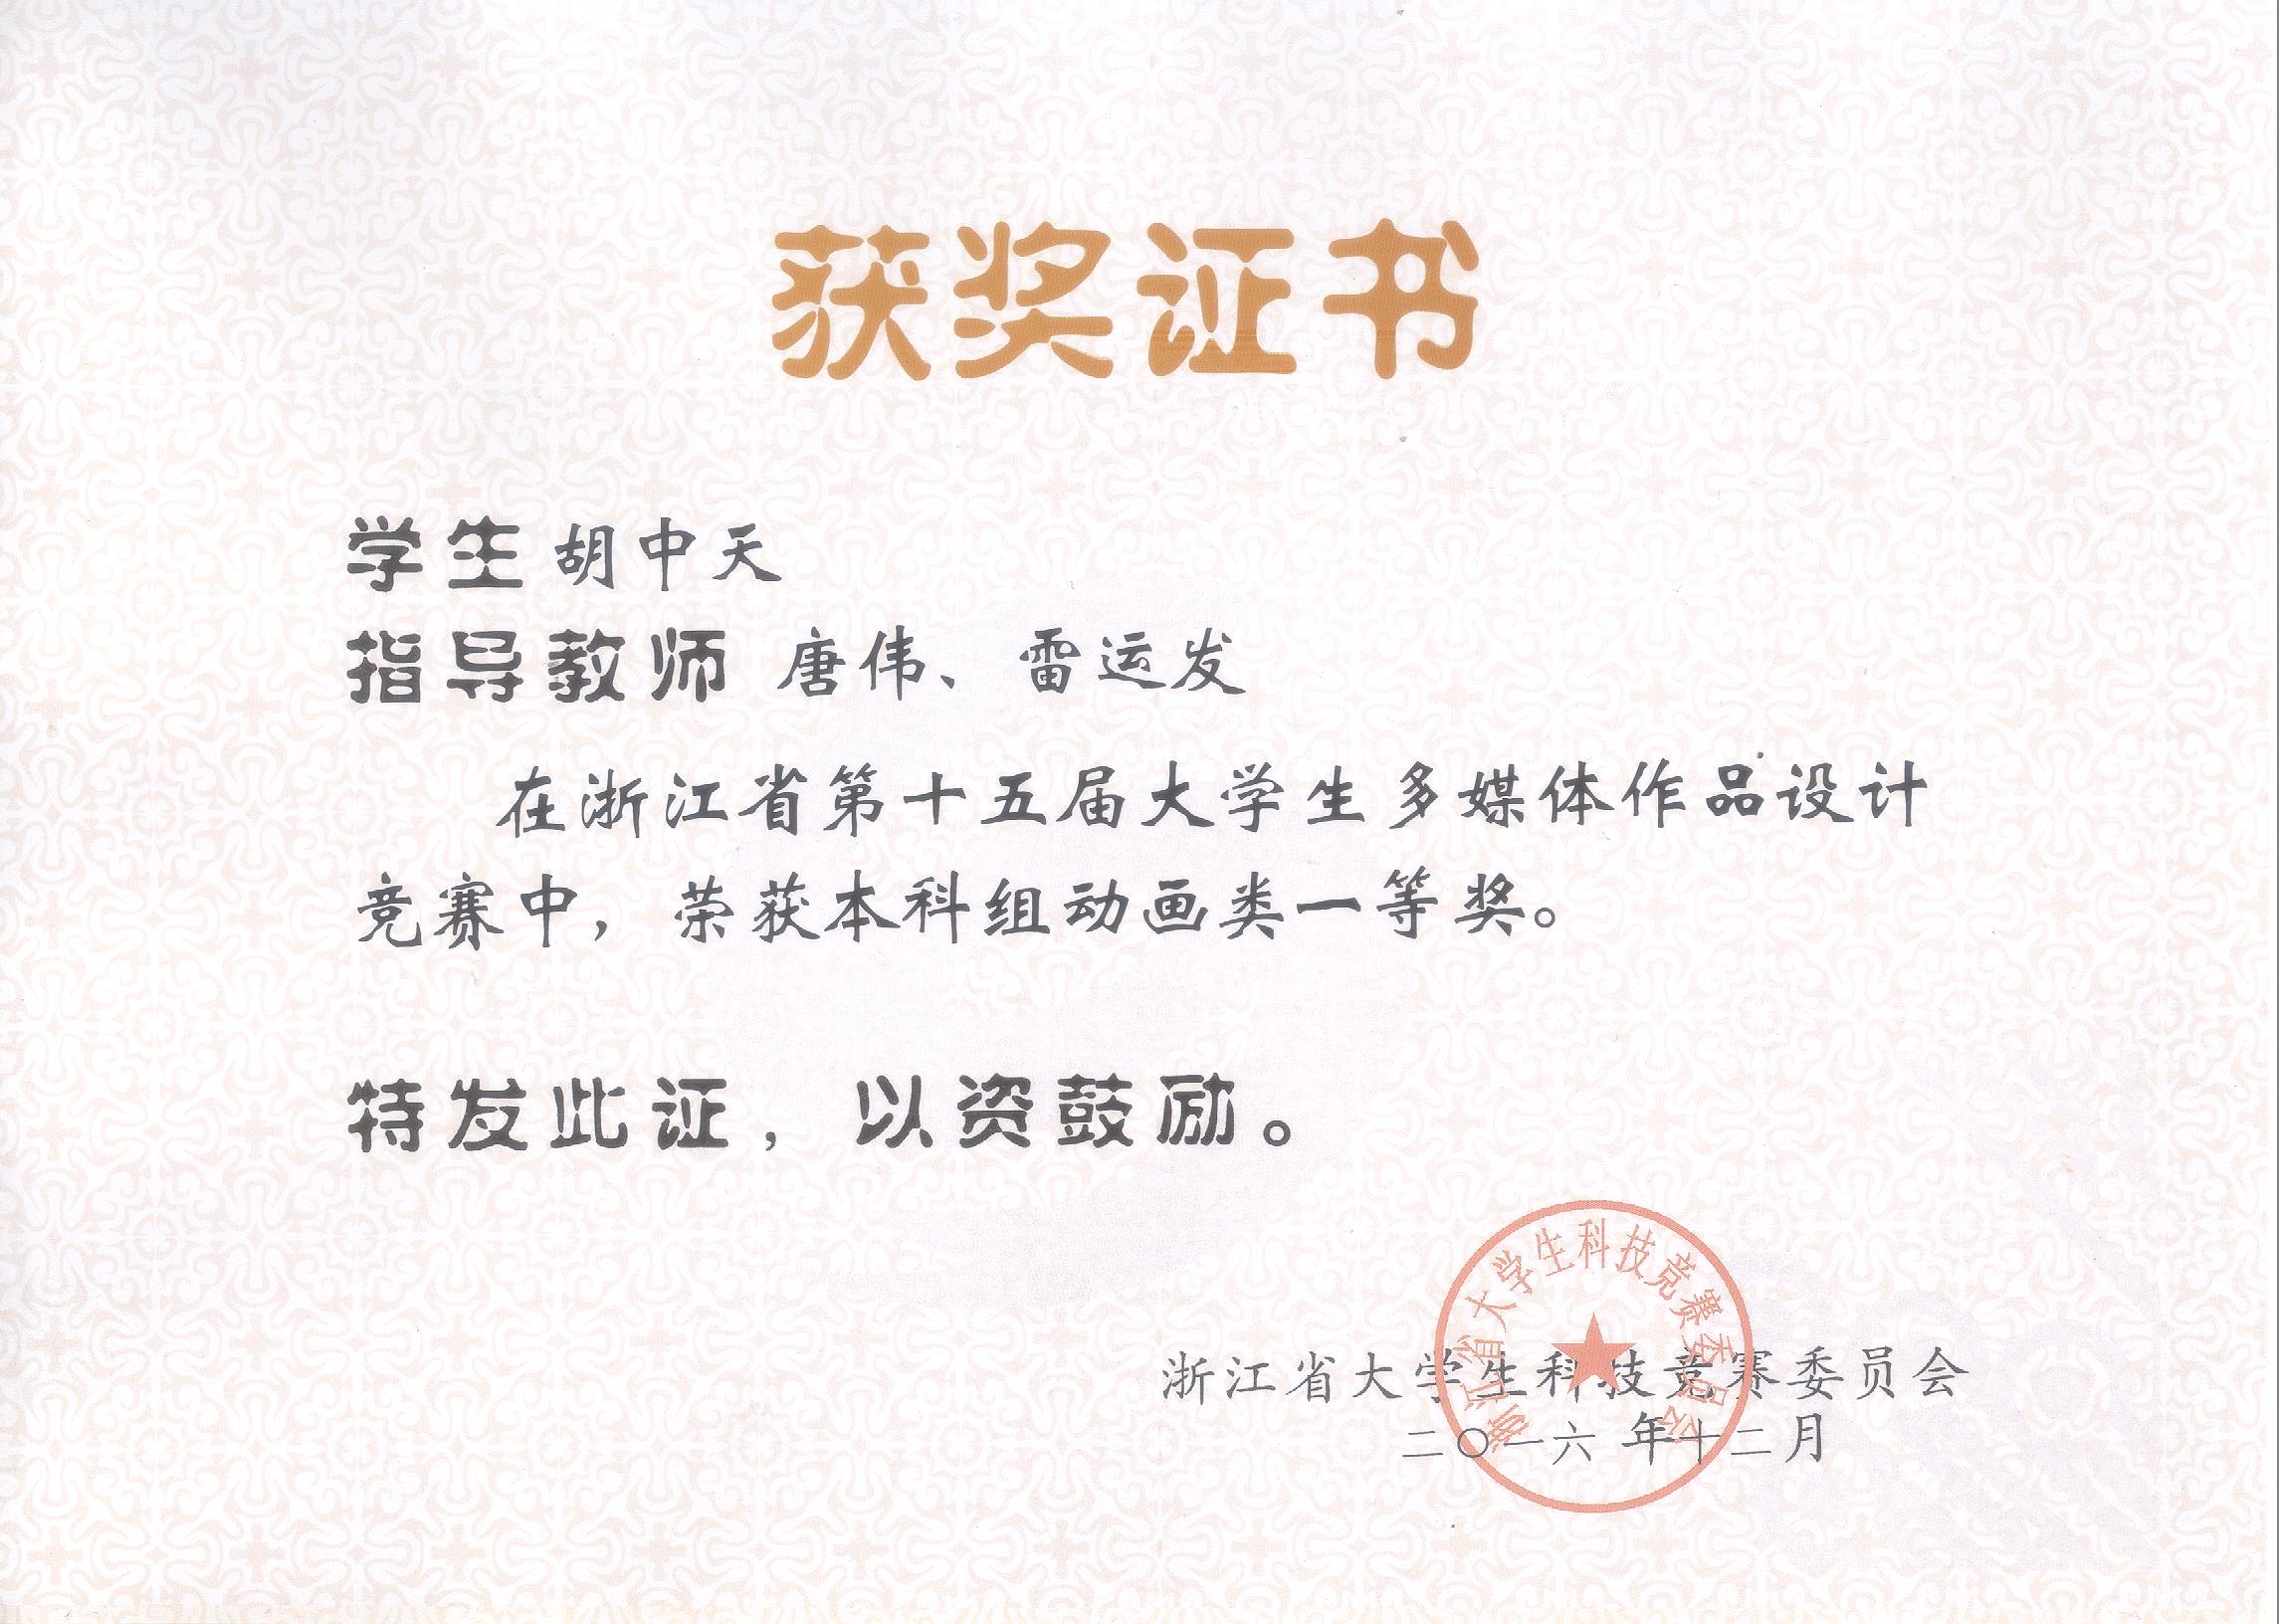 获奖证书
学生 胡中天
指导教师 唐伟、雷运发
在浙江省第十五届大学生多媒体作品设计
竞赛中，荣获本科组动画类一等奖。
特发此证，以资鼓励。
浙江省大学生科技竞赛委员会
浙江省大学生科技竞赛委员会
二〇一六 年十二月